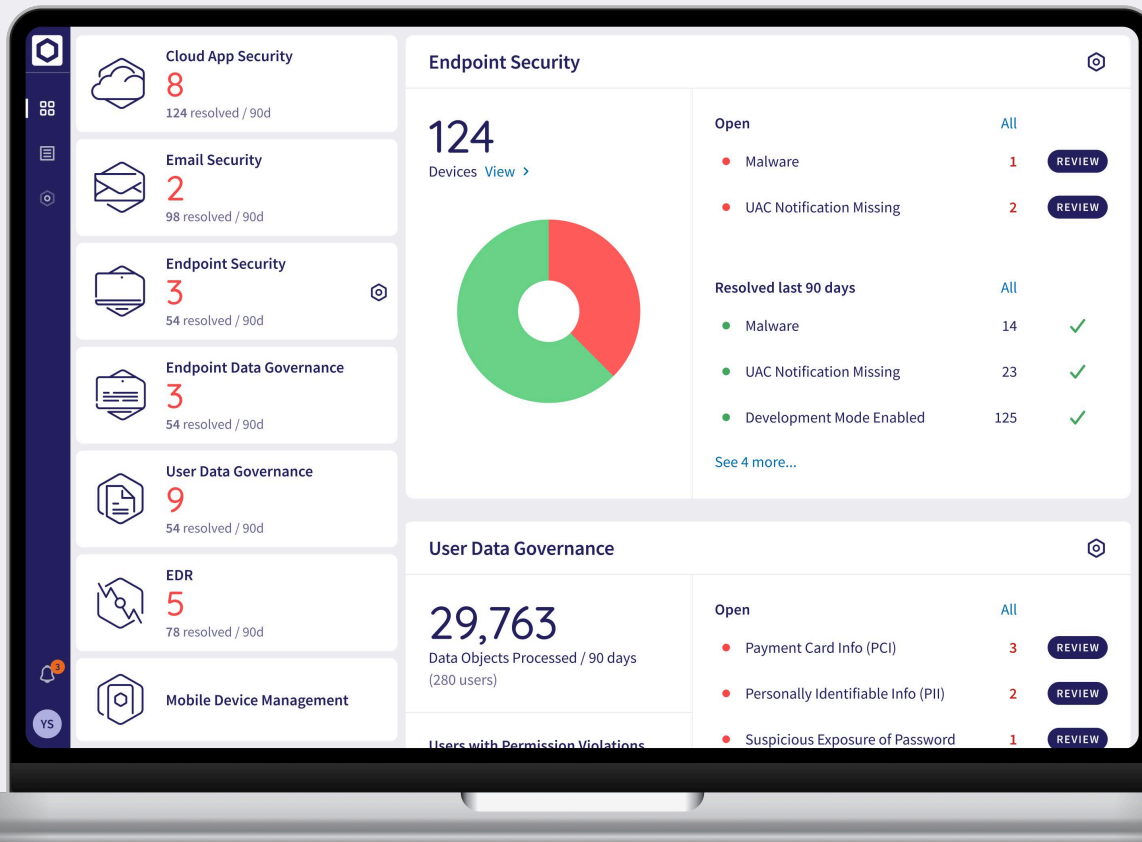 Cloud App Security
8
124 resolved / 90d
Email Security
2
98 resolved / 90d
Endpoint Security
3
54 resolved / 90d
Endpoint Data Governance
3
54 resolved / 90d
User Data Governance
9
54 resolved / 90d
EDR
5
78 resolved / 90d
Mobile Device Management
3
YS
Endpoint Security
124
Devices View >
Open All
Malware 1 REVIEW
UAC Notification Missing 2 REVIEW
Resolved last 90 days All
Malware 14
UAC Notification Missing 23
Development Mode Enabled 125
See 4 more...
User Data Governance
29,763
Data Objects Processed / 90 days
(280 users)
Users with Permission Violations
Open All
Payment Card Info (PCI) 3 REVIEW
Personally Identifiable Info (PII) 2 REVIEW
Suspicious Exposure of Password 1 REVIEW